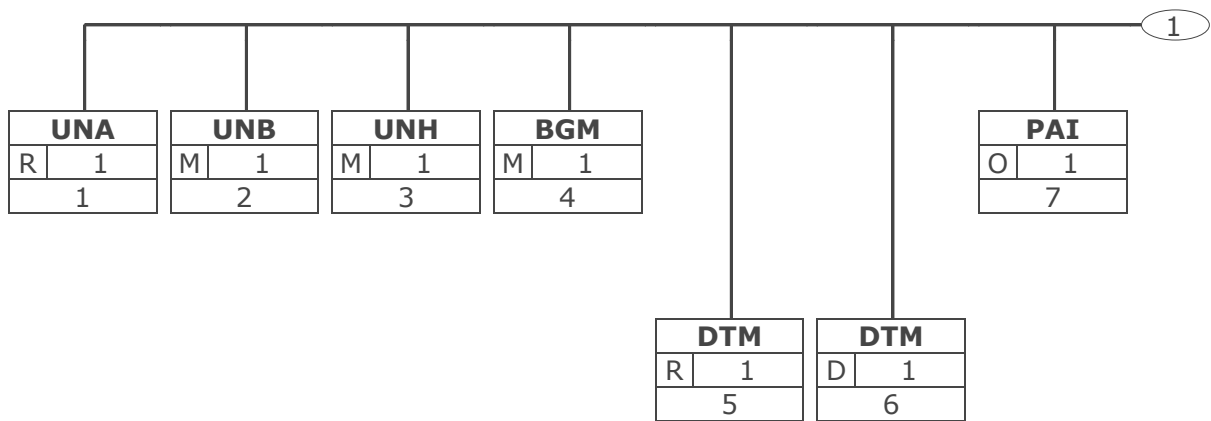 1
UNA UNB UNH BGM PAI
R 1 M 1 M 1 M 1 O 1
1 2 3 4 7
DTM DTM
R 1 D 1
5 6